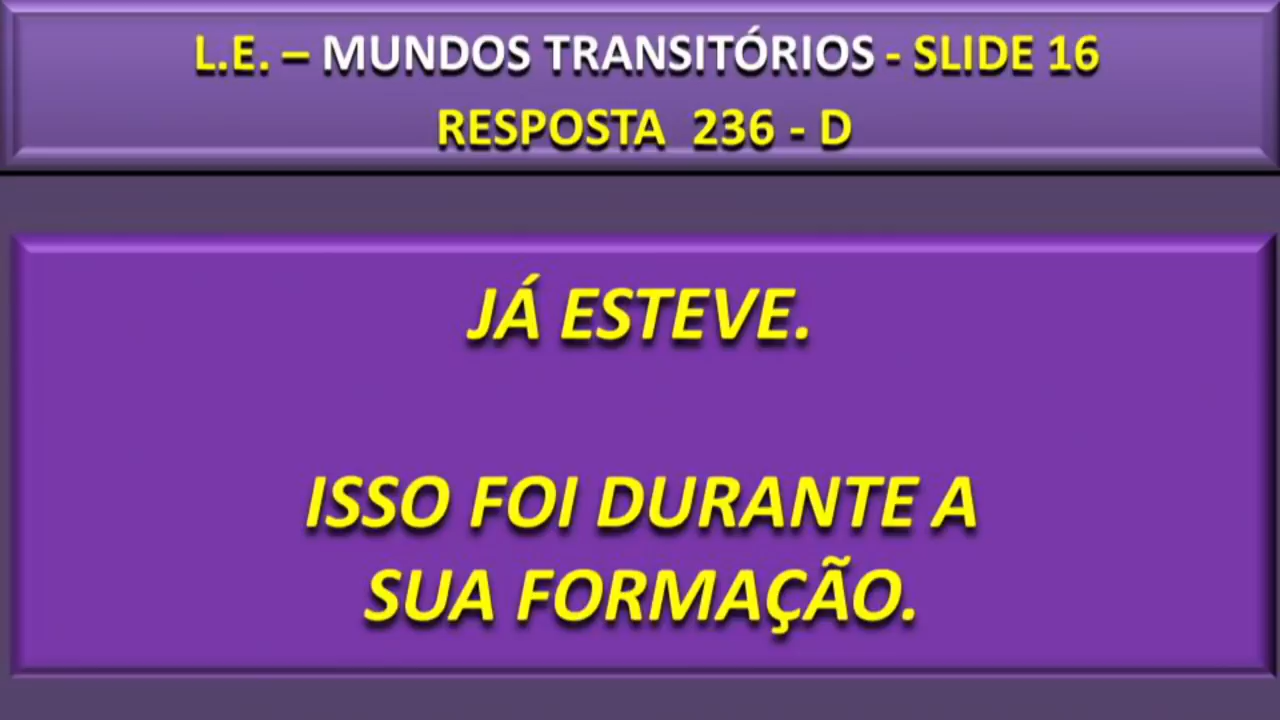 L.E. – MUNDOS TRANSITÓRIOS - SLIDE 16
RESPOSTA 236 - D
JÁ ESTEVE.
ISSO FOI DURANTE A
SUA FORMAÇÃO.